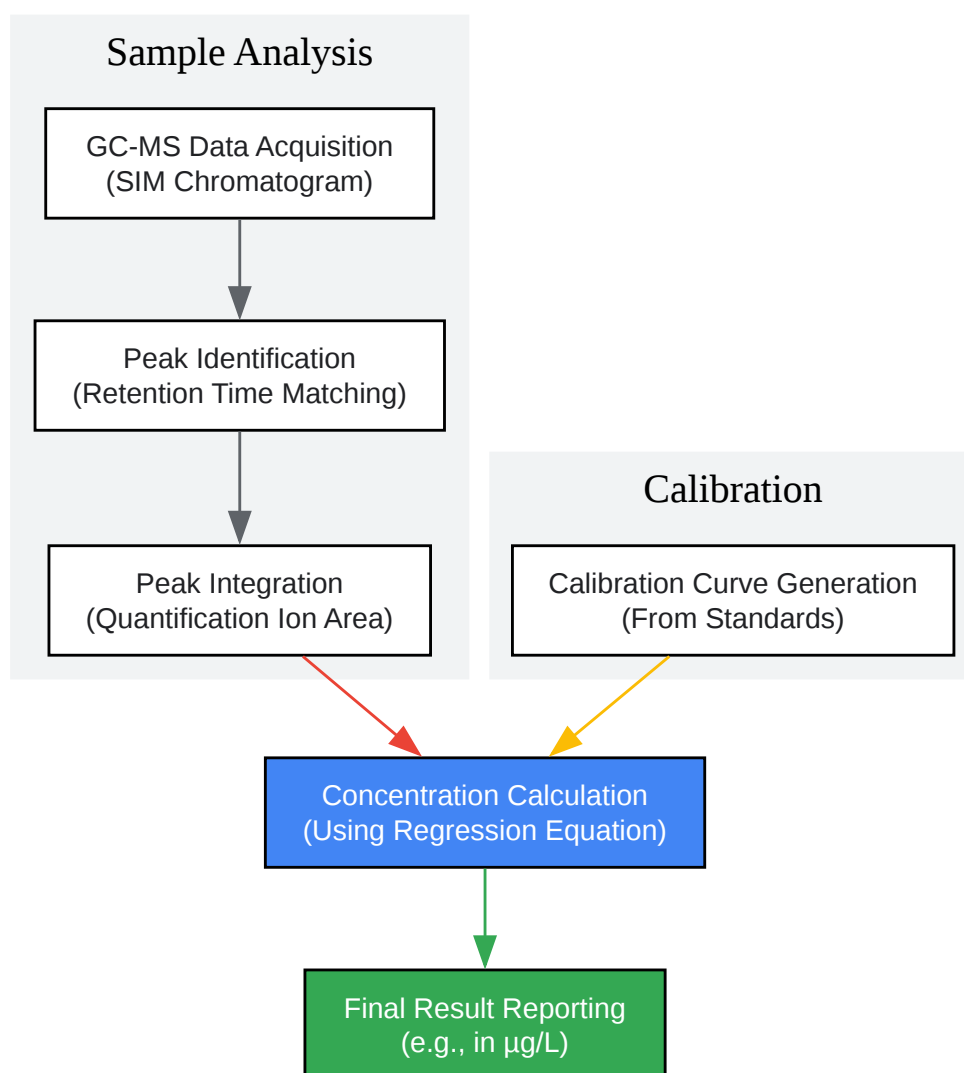 Sample Analysis
GC-MS Data Acquisition
(SIM Chromatogram)
Peak Identification
(Retention Time Matching)
Peak Integration
(Quantification Ion Area)
Calibration
Calibration Curve Generation
(From Standards)
Concentration Calculation
(Using Regression Equation)
Final Result Reporting
(e.g., in µg/L)